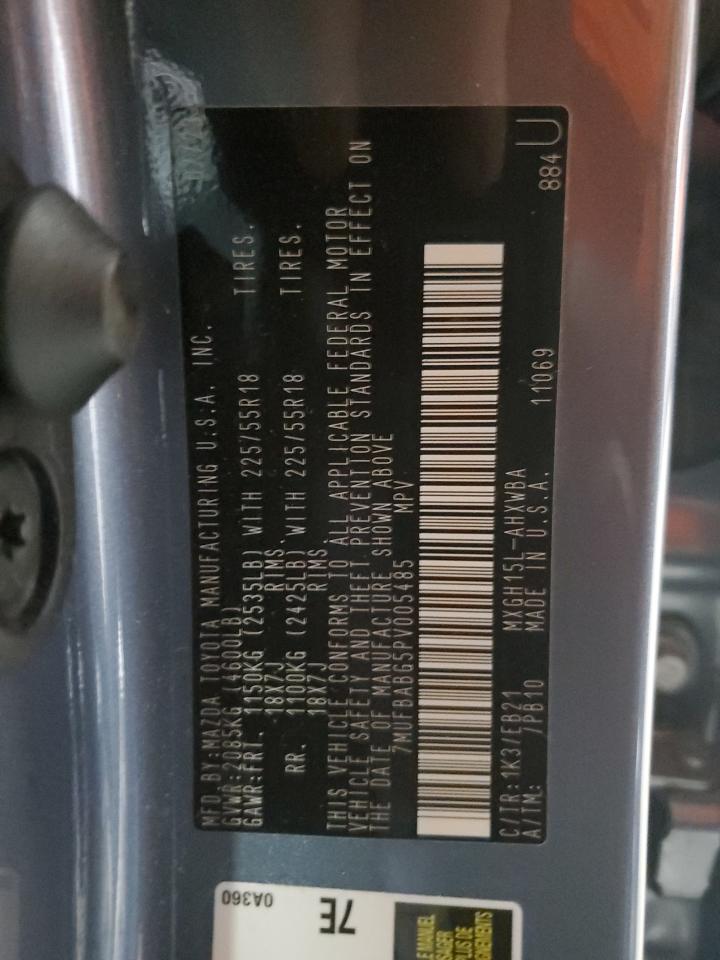 MFD.BY:MAZDA TOYOTA MANUFACTURING U.S.A. INC.
GVWR:2085KG (4600LB)
GAWR:FRT. 1150KG (2535LB) WITH 225/55R18 TIRES.
18X7J RIMS
RR. 1100KG (2425LB) WITH 225/55R18 TIRES.
18X7J RIMS
THIS VEHICLE CONFORMS TO ALL APPLICABLE FEDERAL MOTOR
VEHICLE SAFETY AND THEFT PREVENTION STANDARDS IN EFFECT ON
THE DATE OF MANUFACTURE SHOWN ABOVE
7MUFBABG5PV005485 MPV
C/TR:1K3/EB21 MXGH15L-AHXWBA 11069 884 U
A/TM: 7PB10 MADE IN U.S.A.
0A360
7E
MANUEL